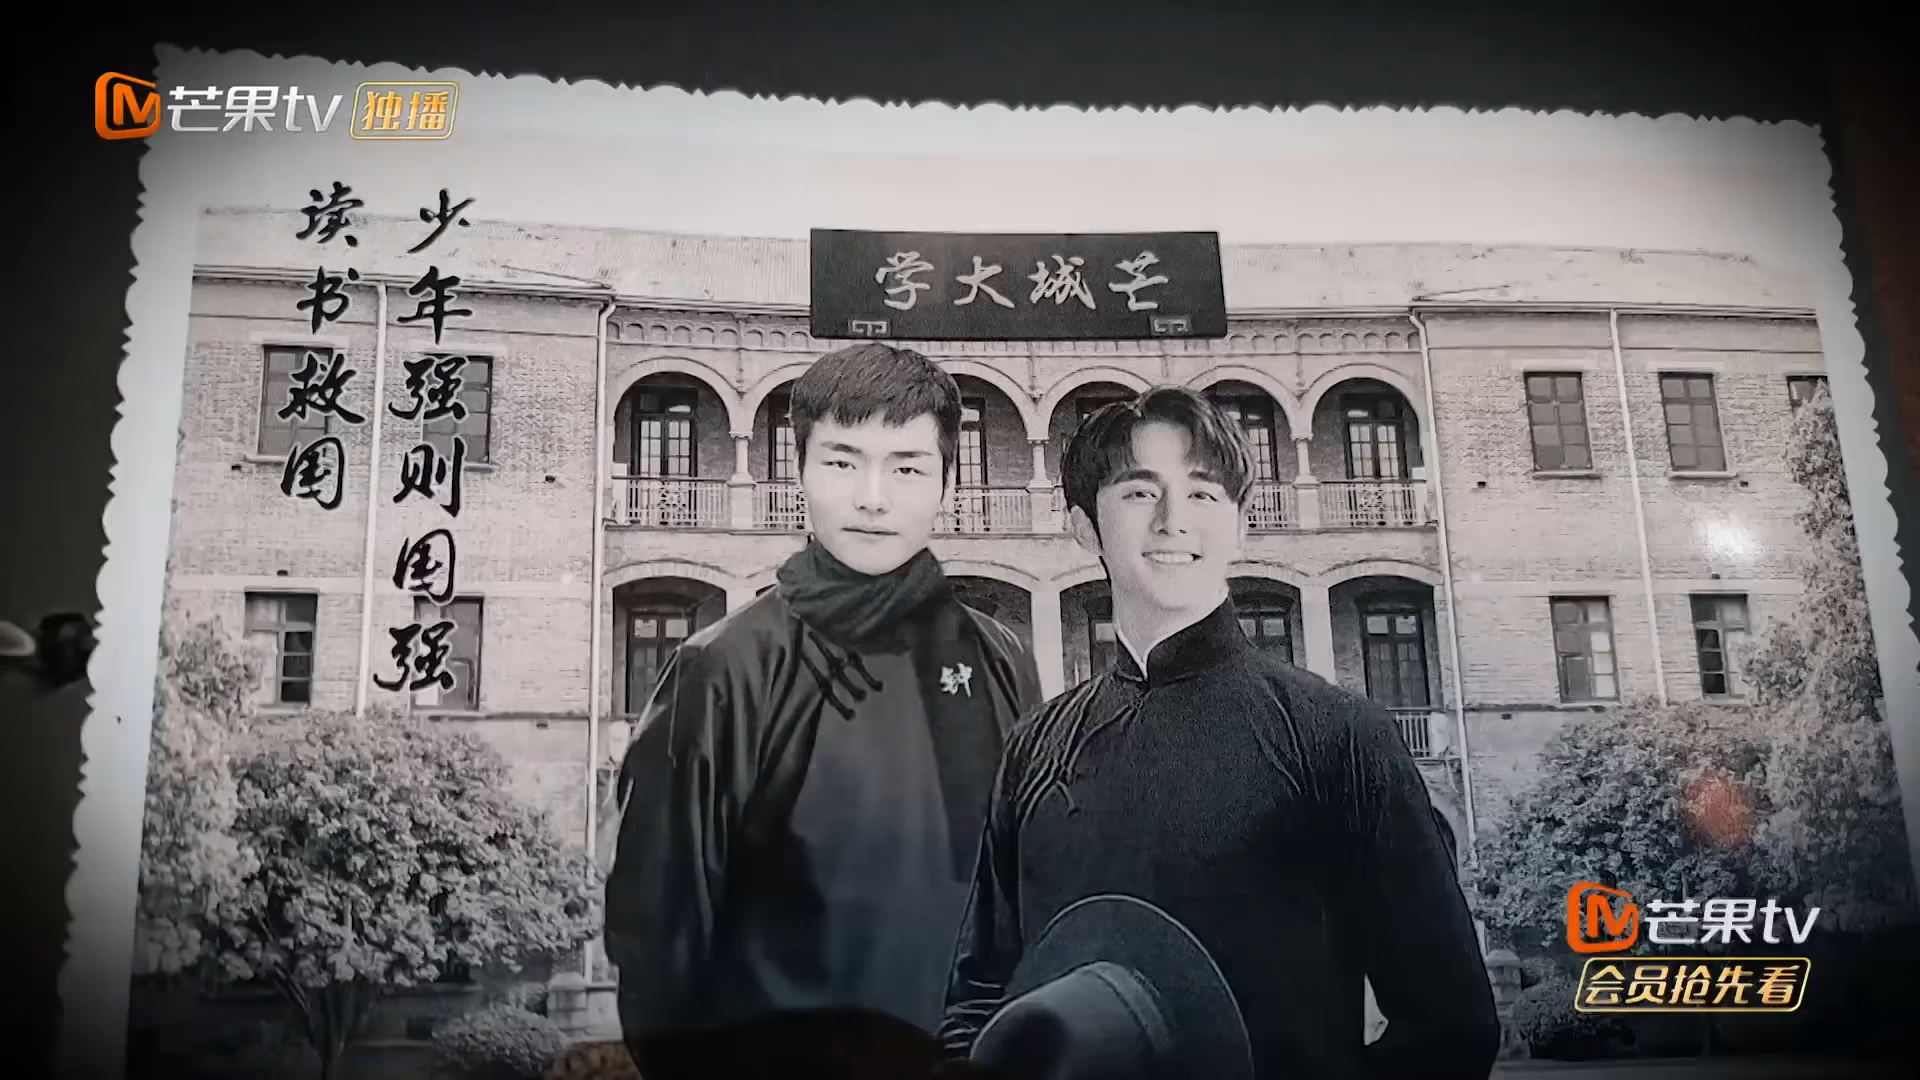 芒果tv 独播
少年强则国强
读书救国
芒城大学
钟
芒果tv
会员抢先看